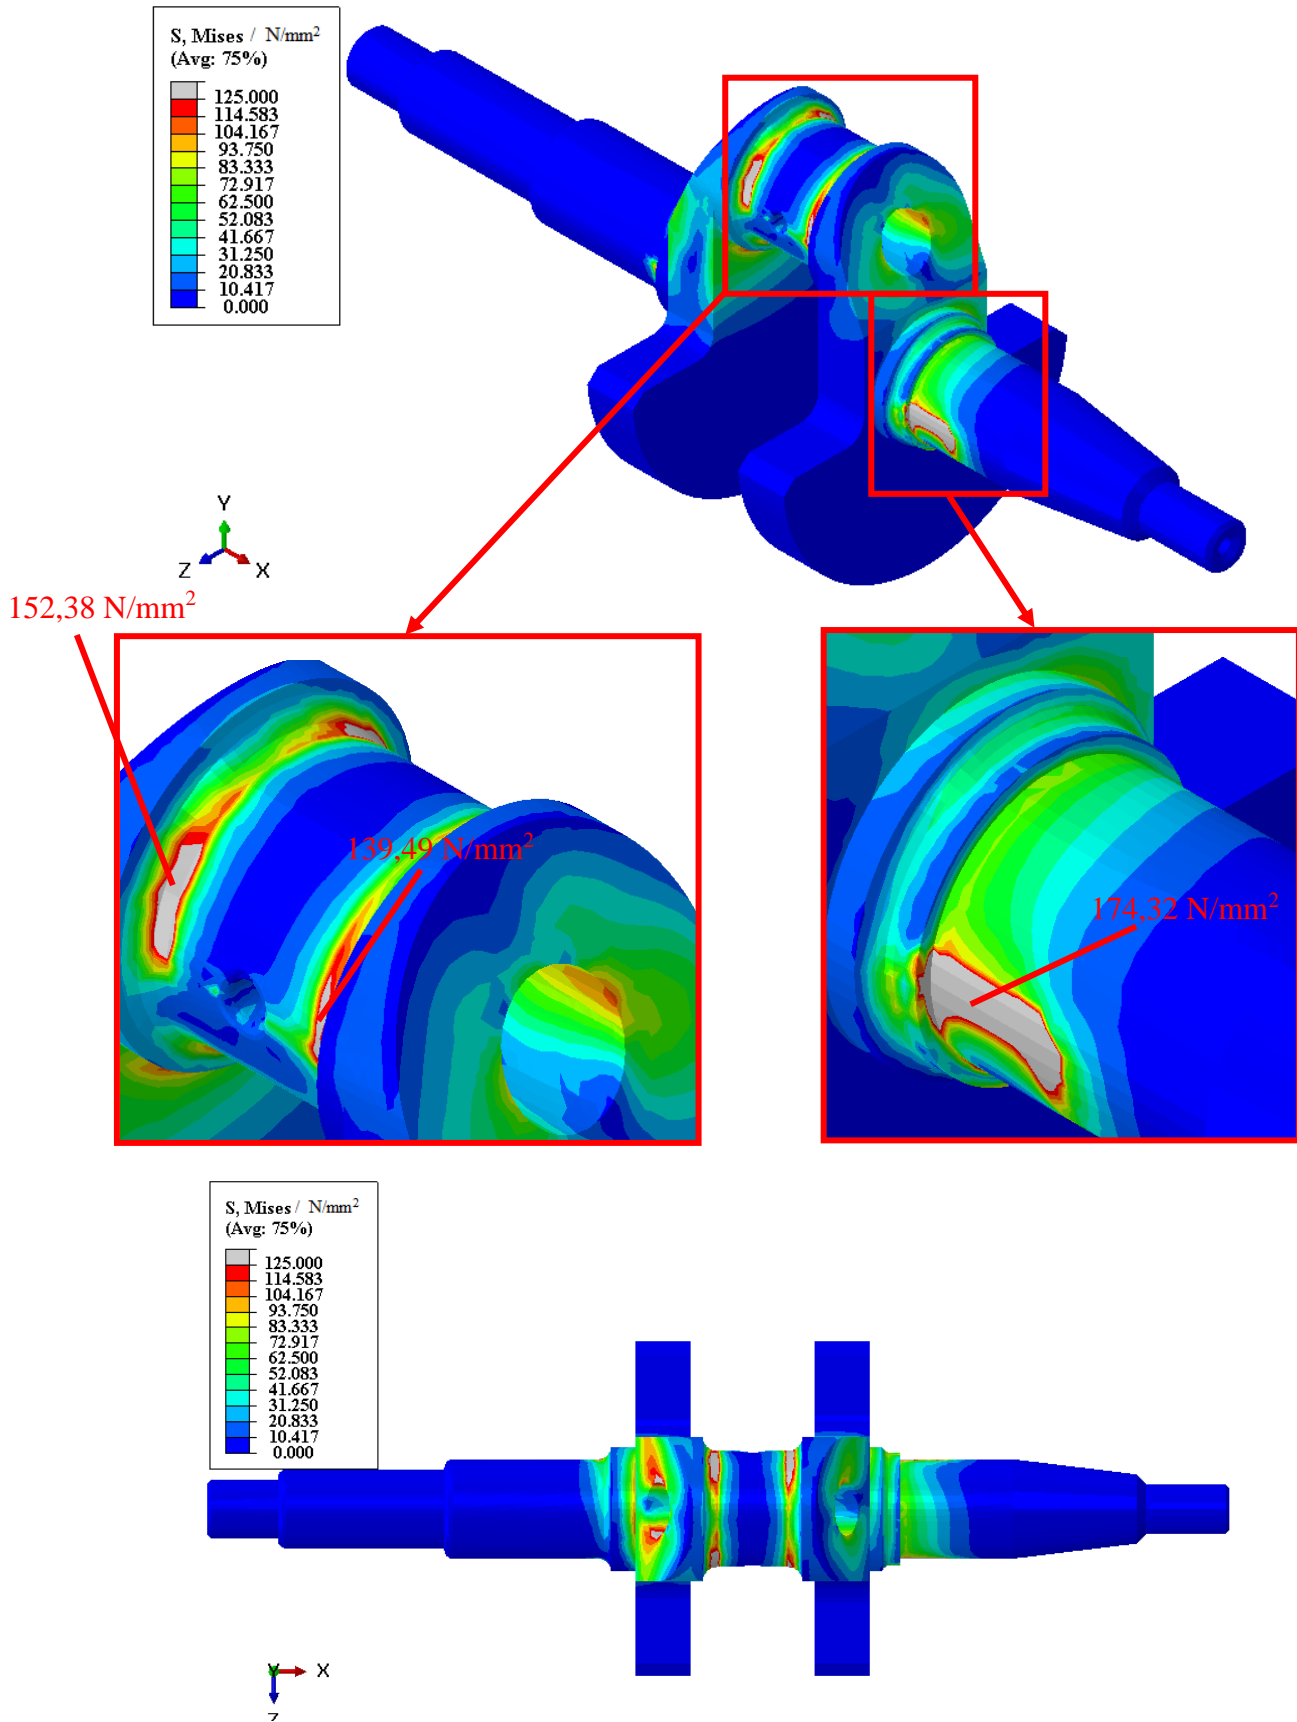 S, Mises / N/mm²
(Avg: 75%)
125.000
114.583
104.167
93.750
83.333
72.917
62.500
52.083
41.667
31.250
20.833
10.417
0.000
Y
Z
X
152,38 N/mm²
139,49 N/mm²
174,32 N/mm²
S, Mises / N/mm²
(Avg: 75%)
125.000
114.583
104.167
93.750
83.333
72.917
62.500
52.083
41.667
31.250
20.833
10.417
0.000
Y
X
Z